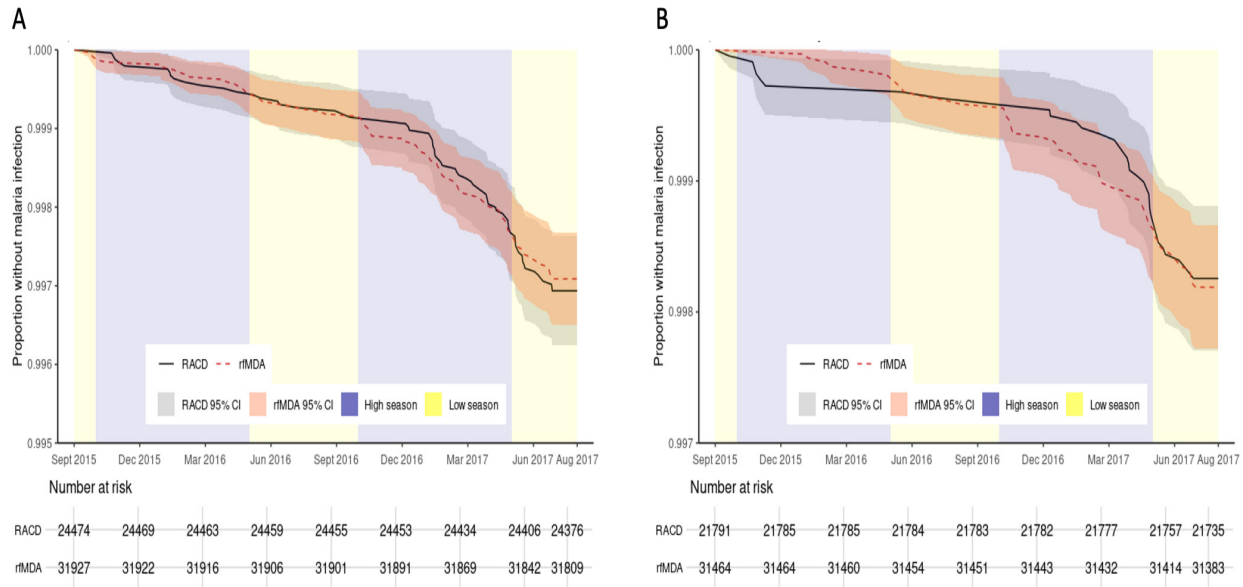 A
1.000
0.999
0.998
0.997
0.996
0.995
Proportion without malaria infection
RACD rfMDA
RACD 95% CI rfMDA 95% CI High season Low season
Sept 2015 Dec 2015 Mar 2016 Jun 2016 Sept 2016 Dec 2016 Mar 2017 Jun 2017 Aug 2017
Number at risk
RACD 24474 24469 24463 24459 24455 24453 24434 24406 24376
rfMDA 31927 31922 31916 31906 31901 31891 31869 31842 31809
B
1.000
0.999
0.998
0.997
Proportion without malaria infection
RACD rfMDA
RACD 95% CI rfMDA 95% CI High season Low season
Sept 2015 Dec 2015 Mar 2016 Jun 2016 Sept 2016 Dec 2016 Mar 2017 Jun 2017 Aug 2017
Number at risk
RACD 21791 21785 21785 21784 21783 21782 21777 21757 21735
rfMDA 31464 31464 31460 31454 31451 31443 31432 31414 31383